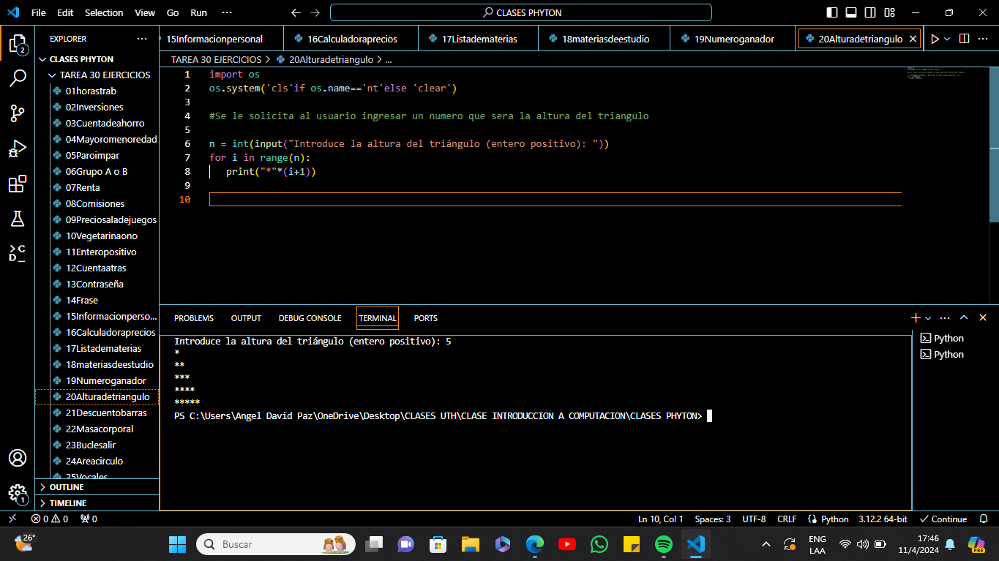 File Edit Selection View Go Run ···
CLASES PHYTON
EXPLORER ···
15Informacionpersonal 16Calculadoraprecios 17Listadematerias 18materiasdeestudio 19Numeroganador 20Alturadetriangulo
TAREA 30 EJERCICIOS > 20Alturadetriangulo > ...
CLASES PHYTON
TAREA 30 EJERCICIOS
01horastrab
02Inversiones
03Cuentadeahorro
04Mayoromenoredad
05Paroimpar
06Grupo A o B
07Renta
08Comisiones
09Preciosaladejuegos
10Vegetarinaono
11Enteropositivo
12Cuentaatras
13Contraseña
14Frase
15Informacionperso...
16Calculadoraprecios
17Listadematerias
18materiasdeestudio
19Numeroganador
20Alturadetriangulo
21Descuentobarras
22Masacorporal
23Buclesalir
24Areacirculo
25Vocales
OUTLINE
TIMELINE
1 import os
2 os.system('cls'if os.name=='nt'else 'clear')
3
4 #Se le solicita al usuario ingresar un numero que sera la altura del triangulo
5
6 n = int(input("Introduce la altura del triángulo (entero positivo): "))
7 for i in range(n):
8 print("*"*(i+1))
9
10
PROBLEMS OUTPUT DEBUG CONSOLE TERMINAL PORTS
Introduce la altura del triángulo (entero positivo): 5
*
**
***
****
*****
PS C:\Users\Angel David Paz\OneDrive\Desktop\CLASES UTH\CLASE INTRODUCCION A COMPUTACION\CLASES PHYTON>
Python
Python
2
1
0 0 0
Ln 10, Col 1 Spaces: 3 UTF-8 CRLF Python 3.12.2 64-bit Continue
26°
Buscar
ENG
LAA
17:46
11/4/2024
PRE